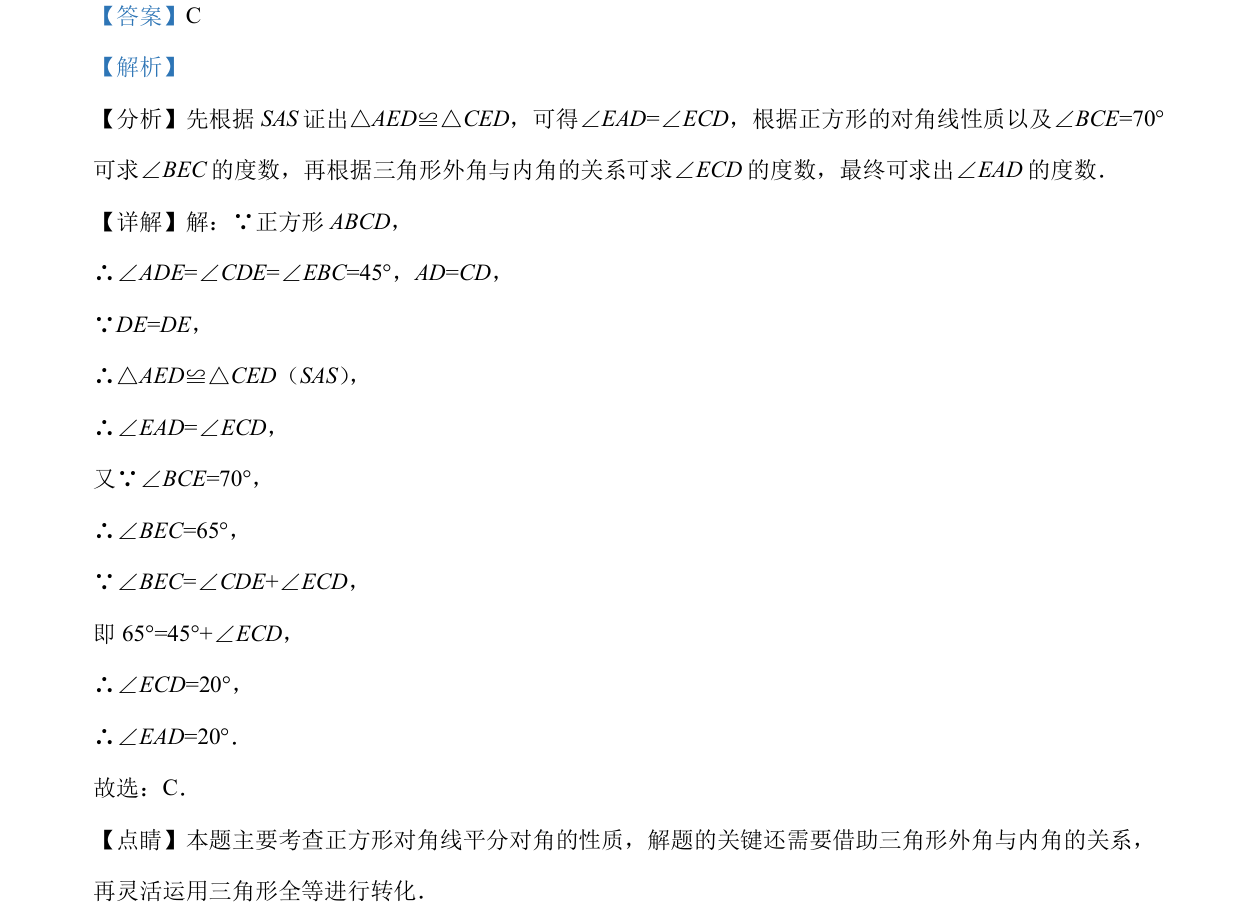 【答案】C
【解析】
【分析】先根据 SAS 证出△AED≌△CED，可得∠EAD=∠ECD，根据正方形的对角线性质以及∠BCE=70°
可求∠BEC 的度数，再根据三角形外角与内角的关系可求∠ECD 的度数，最终可求出∠EAD 的度数．
【详解】解：∵正方形 ABCD，
∴∠ADE=∠CDE=∠EBC=45°，AD=CD，
∵DE=DE，
∴△AED≌△CED（SAS），
∴∠EAD=∠ECD，
又∵∠BCE=70°，
∴∠BEC=65°，
∵∠BEC=∠CDE+∠ECD，
即 65°=45°+∠ECD，
∴∠ECD=20°，
∴∠EAD=20°．
故选：C．
【点睛】本题主要考查正方形对角线平分对角的性质，解题的关键还需要借助三角形外角与内角的关系，
再灵活运用三角形全等进行转化．